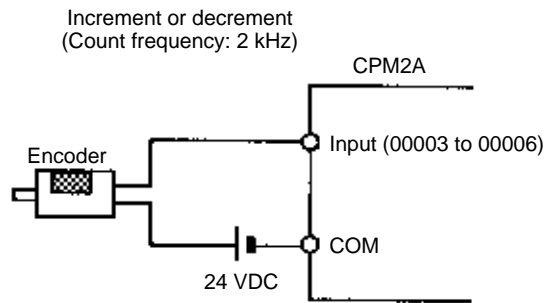 Increment or decrement
(Count frequency: 2 kHz)
CPM2A
Input (00003 to 00006)
Encoder
COM
24 VDC